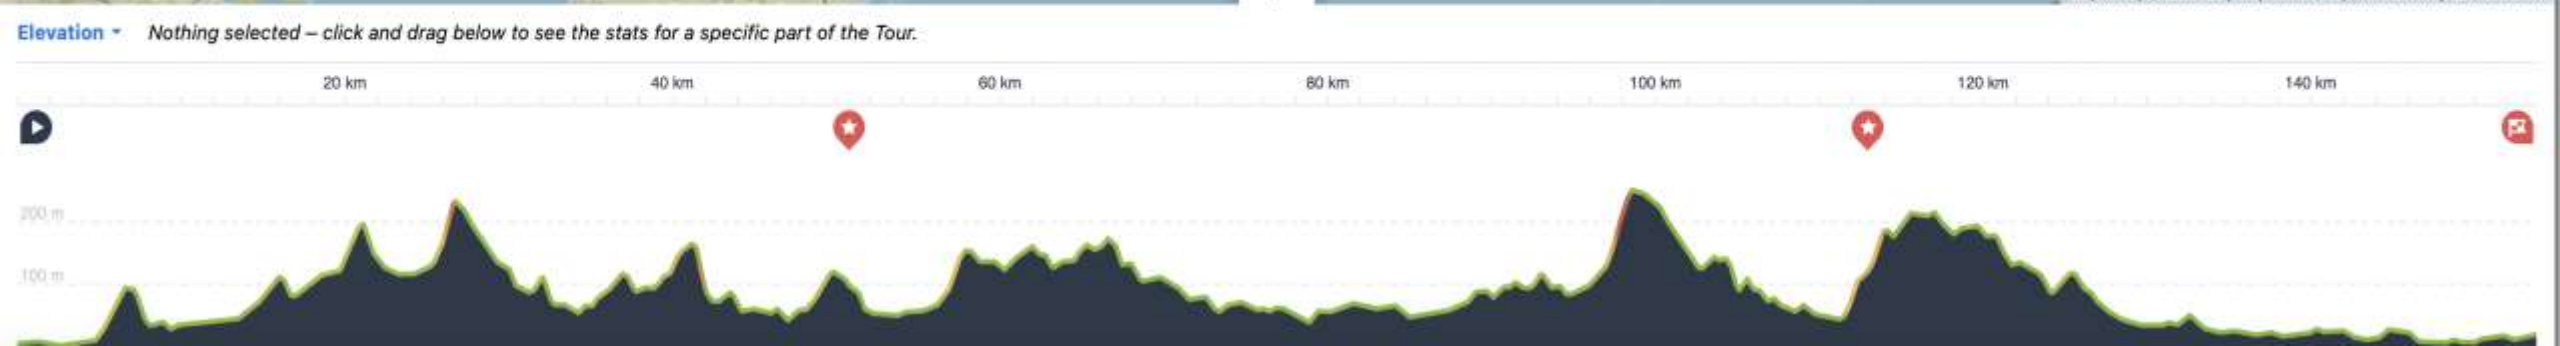 Elevation Nothing selected – click and drag below to see the stats for a specific part of the Tour.
20 km 40 km 60 km 80 km 100 km 120 km 140 km
200 m
100 m